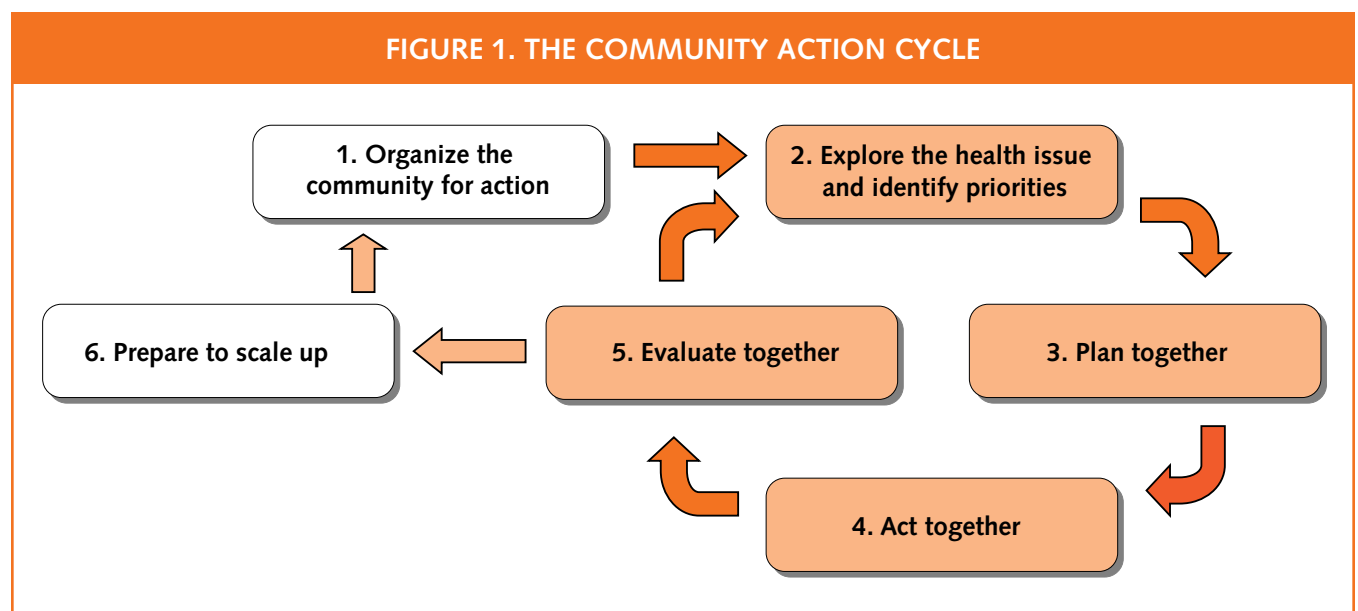 FIGURE 1. THE COMMUNITY ACTION CYCLE
1. Organize the
community for action
2. Explore the health issue
and identify priorities
3. Plan together
4. Act together
5. Evaluate together
6. Prepare to scale up